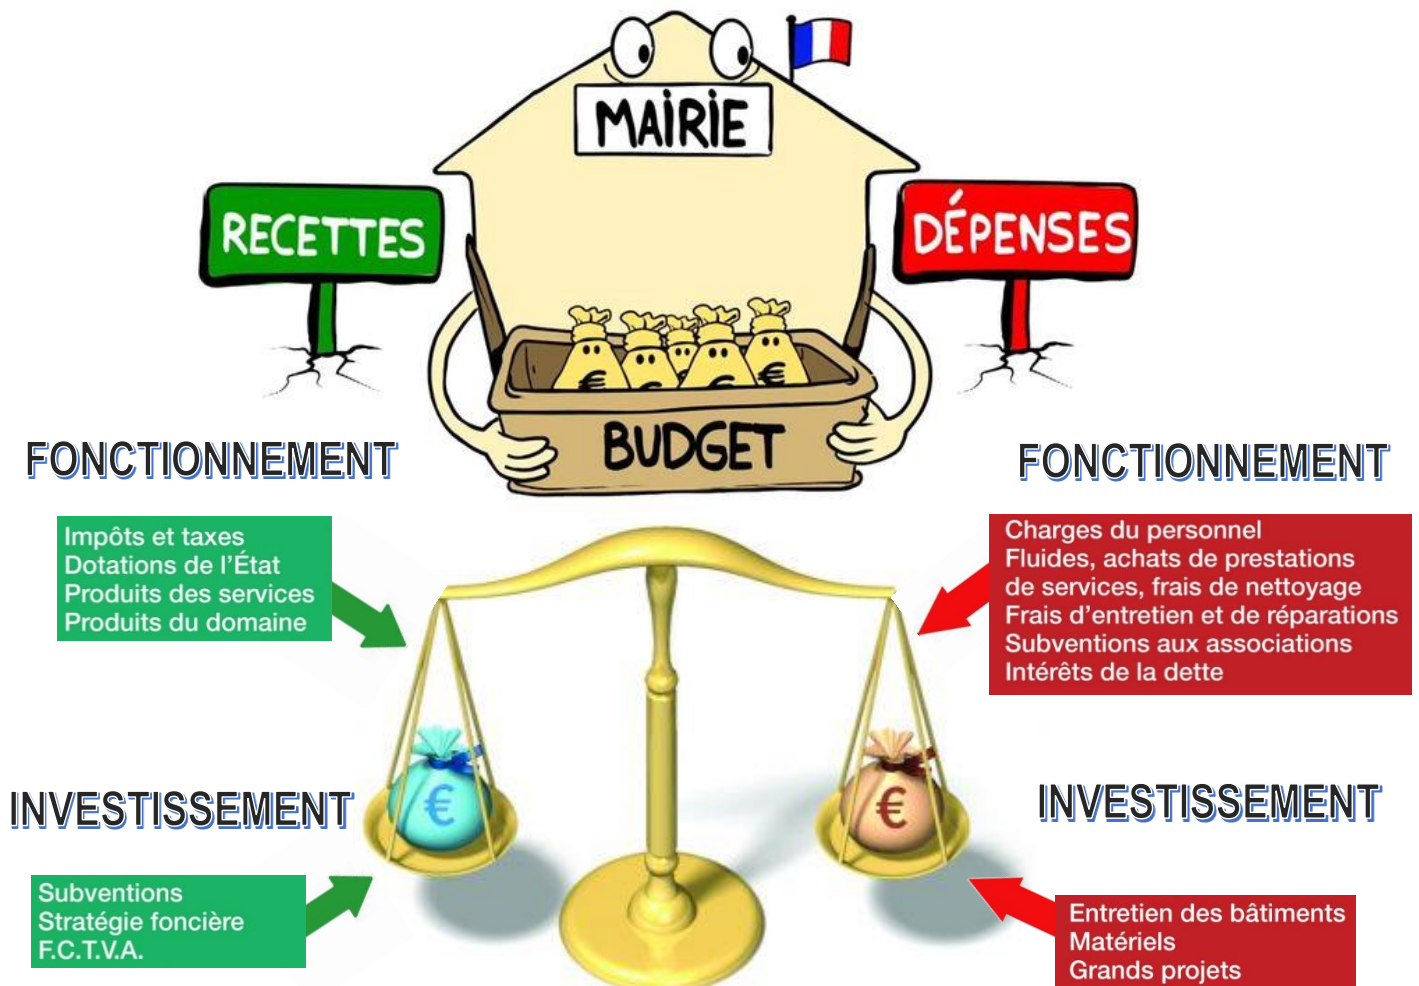 MAIRIE
RECETTES
DÉPENSES
BUDGET
€
€
€
€
FONCTIONNEMENT
Impôts et taxes
Dotations de l'État
Produits des services
Produits du domaine
FONCTIONNEMENT
Charges du personnel
Fluides, achats de prestations
de services, frais de nettoyage
Frais d'entretien et de réparations
Subventions aux associations
Intérêts de la dette
€
€
INVESTISSEMENT
Subventions
Stratégie foncière
F.C.T.V.A.
INVESTISSEMENT
Entretien des bâtiments
Matériels
Grands projets